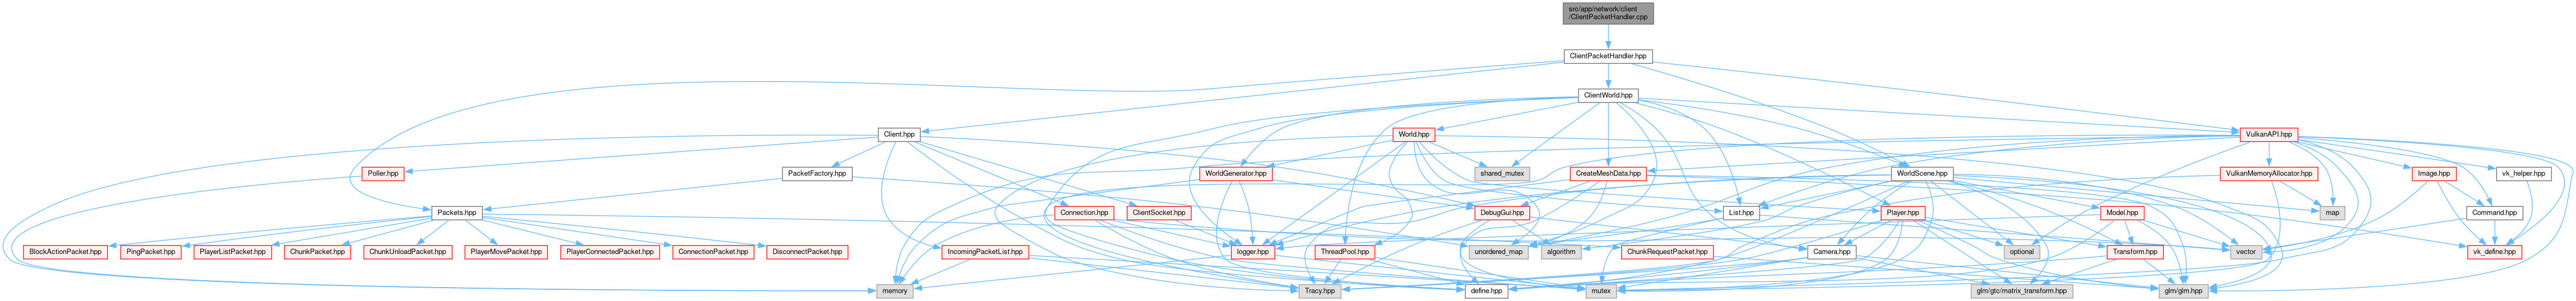 src/app/network/client
/ClientPacketHandler.cpp
ClientPacketHandler.hpp
ClientWorld.hpp
Client.hpp
World.hpp
VulkanAPI.hpp
Poller.hpp
PacketFactory.hpp
WorldGenerator.hpp
shared_mutex
CreateMeshData.hpp
WorldScene.hpp
VulkanMemoryAllocator.hpp
Image.hpp
vk_helper.hpp
Packets.hpp
Connection.hpp
ClientSocket.hpp
DebugGui.hpp
List.hpp
Player.hpp
Model.hpp
map
Command.hpp
BlockActionPacket.hpp
PingPacket.hpp
PlayerListPacket.hpp
ChunkPacket.hpp
ChunkUnloadPacket.hpp
PlayerMovePacket.hpp
PlayerConnectedPacket.hpp
ConnectionPacket.hpp
DisconnectPacket.hpp
IncomingPacketList.hpp
logger.hpp
ThreadPool.hpp
unordered_map
algorithm
ChunkRequestPacket.hpp
Camera.hpp
optional
Transform.hpp
vector
vk_define.hpp
memory
Tracy.hpp
define.hpp
mutex
glm/gtc/matrix_transform.hpp
glm/glm.hpp